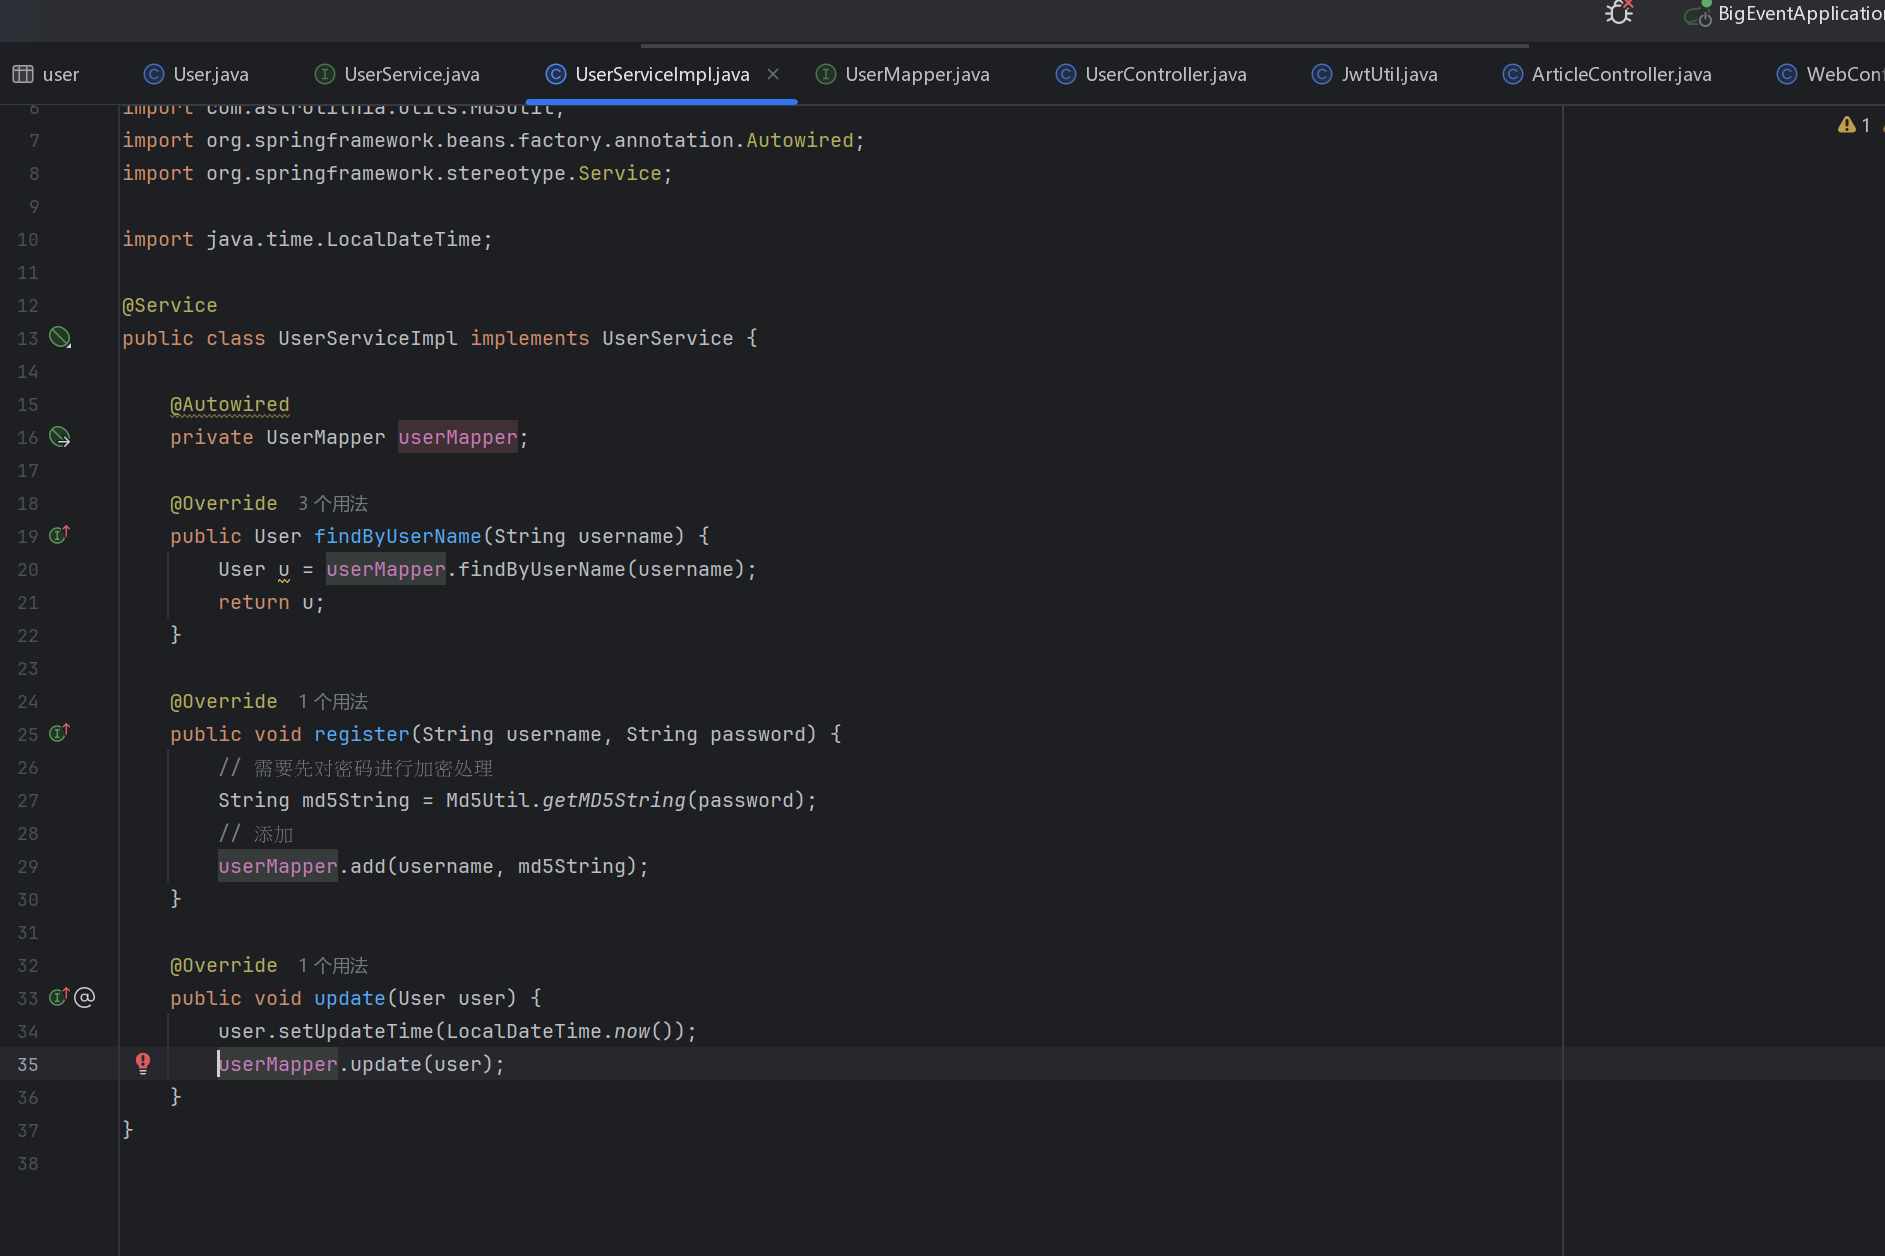 BigEventApplication
user User.java UserService.java UserServiceImpl.java UserMapper.java UserController.java JwtUtil.java ArticleController.java WebCon
6 import com.astrolithia.utils.Md5Util;
7 import org.springframework.beans.factory.annotation.Autowired;
1
8 import org.springframework.stereotype.Service;
9
10 import java.time.LocalDateTime;
11
12 @Service
13 public class UserServiceImpl implements UserService {
14
15 @Autowired
16 private UserMapper userMapper;
17
18 @Override 3 个用法
19 public User findByUserName(String username) {
20 User u = userMapper.findByUserName(username);
21 return u;
22 }
23
24 @Override 1 个用法
25 public void register(String username, String password) {
26 // 需要先对密码进行加密处理
27 String md5String = Md5Util.getMD5String(password);
28 // 添加
29 userMapper.add(username, md5String);
30 }
31
32 @Override 1 个用法
33 public void update(User user) {
34 user.setUpdateTime(LocalDateTime.now());
35 userMapper.update(user);
36 }
37 }
38